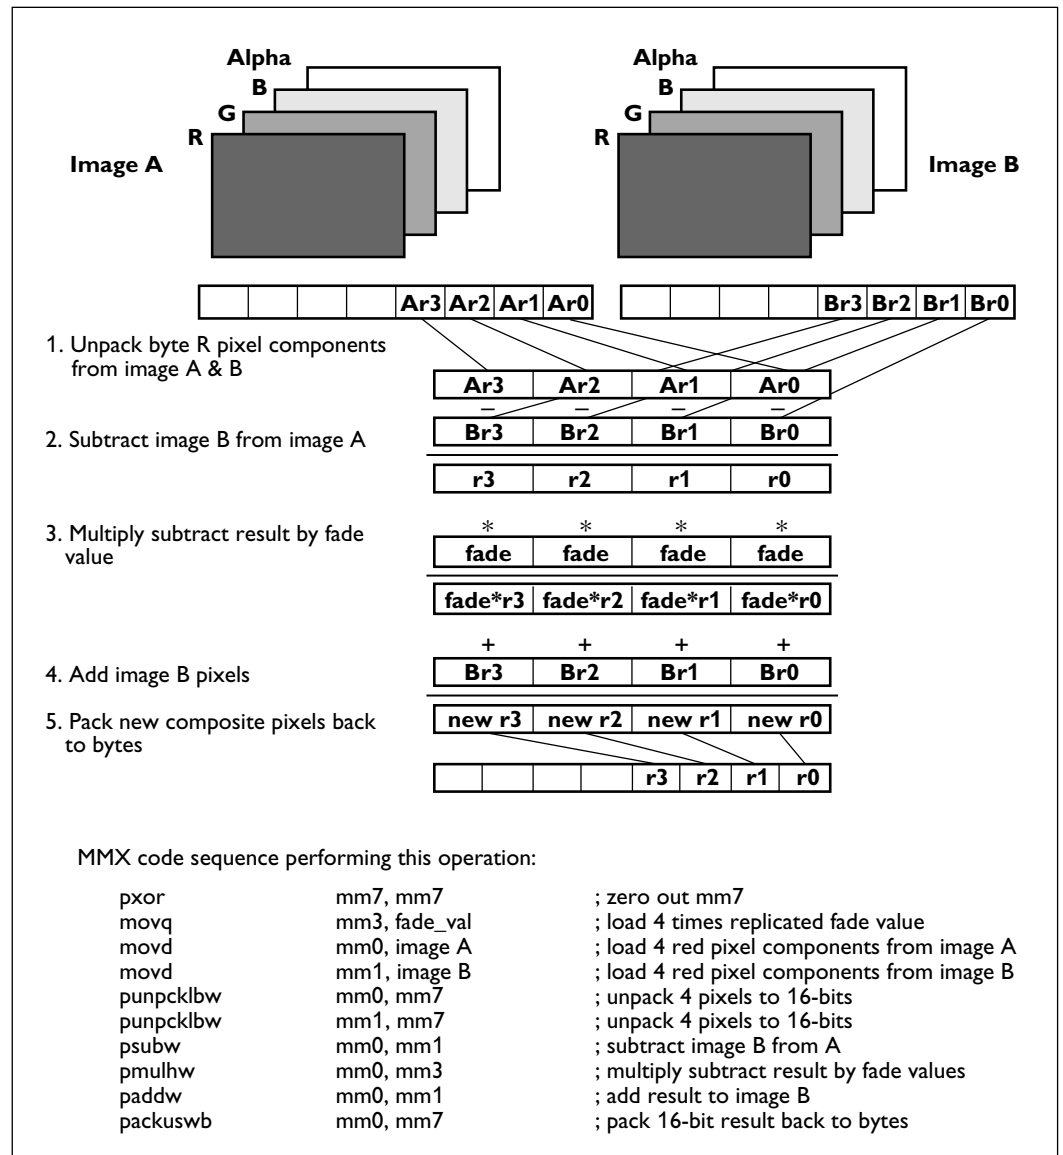 Alpha Alpha
B B
G G
R R
Image A Image B
Ar3 Ar2 Ar1 Ar0 Br3 Br2 Br1 Br0
1. Unpack byte R pixel components
from image A & B
Ar3 Ar2 Ar1 Ar0
– – – –
2. Subtract image B from image A
Br3 Br2 Br1 Br0
r3 r2 r1 r0
3. Multiply subtract result by fade
value
* * * *
fade fade fade fade
fade*r3 fade*r2 fade*r1 fade*r0
+ + + +
4. Add image B pixels
Br3 Br2 Br1 Br0
5. Pack new composite pixels back
to bytes
new r3 new r2 new r1 new r0
r3 r2 r1 r0
MMX code sequence performing this operation:
pxor mm7, mm7 ; zero out mm7
movq mm3, fade_val ; load 4 times replicated fade value
movd mm0, image A ; load 4 red pixel components from image A
movd mm1, image B ; load 4 red pixel components from image B
punpcklbw mm0, mm7 ; unpack 4 pixels to 16-bits
punpcklbw mm1, mm7 ; unpack 4 pixels to 16-bits
psubw mm0, mm1 ; subtract image B from A
pmulhw mm0, mm3 ; multiply subtract result by fade values
paddw mm0, mm1 ; add result to image B
packuswb mm0, mm7 ; pack 16-bit result back to bytes